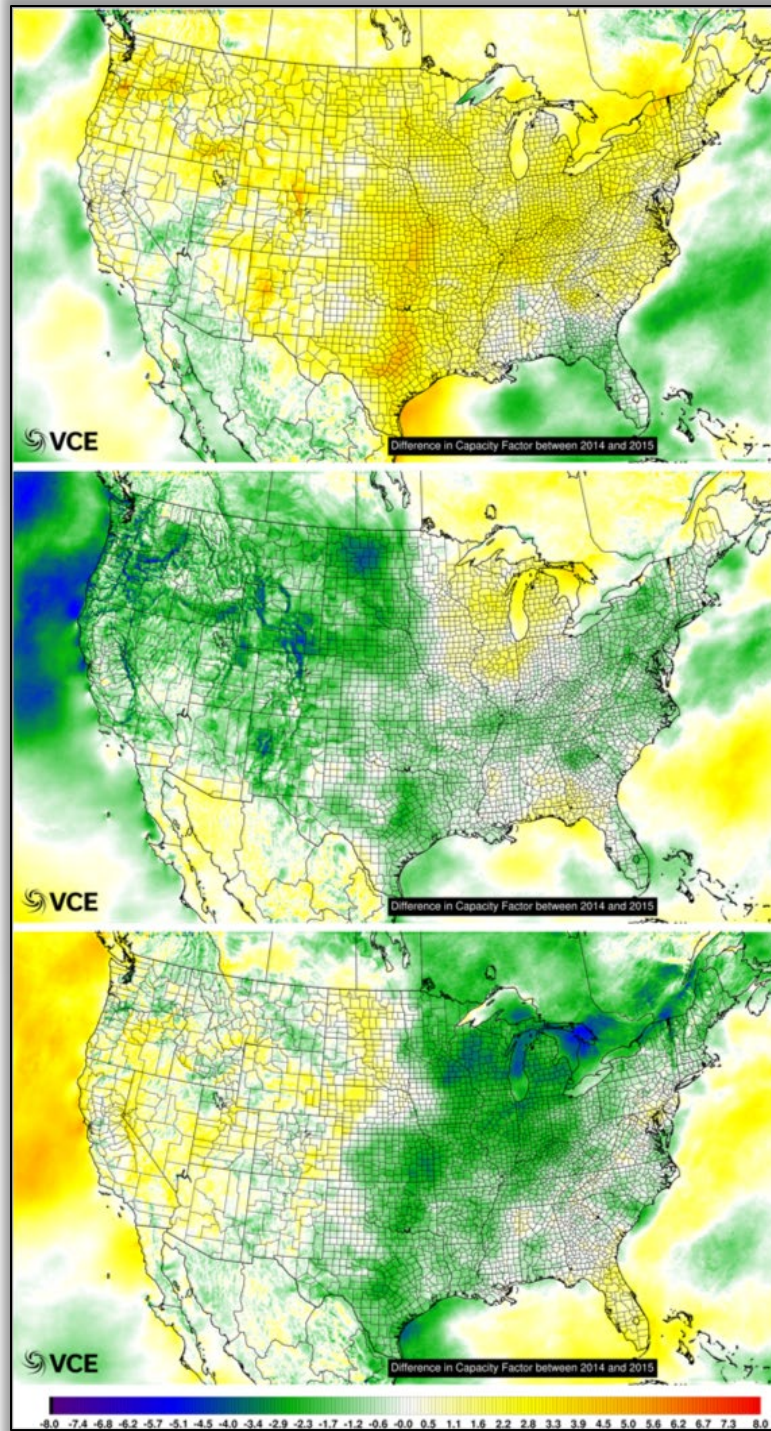 VCE
Difference in Capacity Factor between 2014 and 2015
VCE
Difference in Capacity Factor between 2014 and 2015
VCE
Difference in Capacity Factor between 2014 and 2015
-8.0 -7.4 -6.8 -6.2 -5.7 -5.1 -4.5 -4.0 -3.4 -2.9 -2.3 -1.7 -1.2 -0.6 -0.0 0.5 1.1 1.6 2.2 2.8 3.3 3.9 4.5 5.0 5.6 6.2 6.7 7.3 8.0